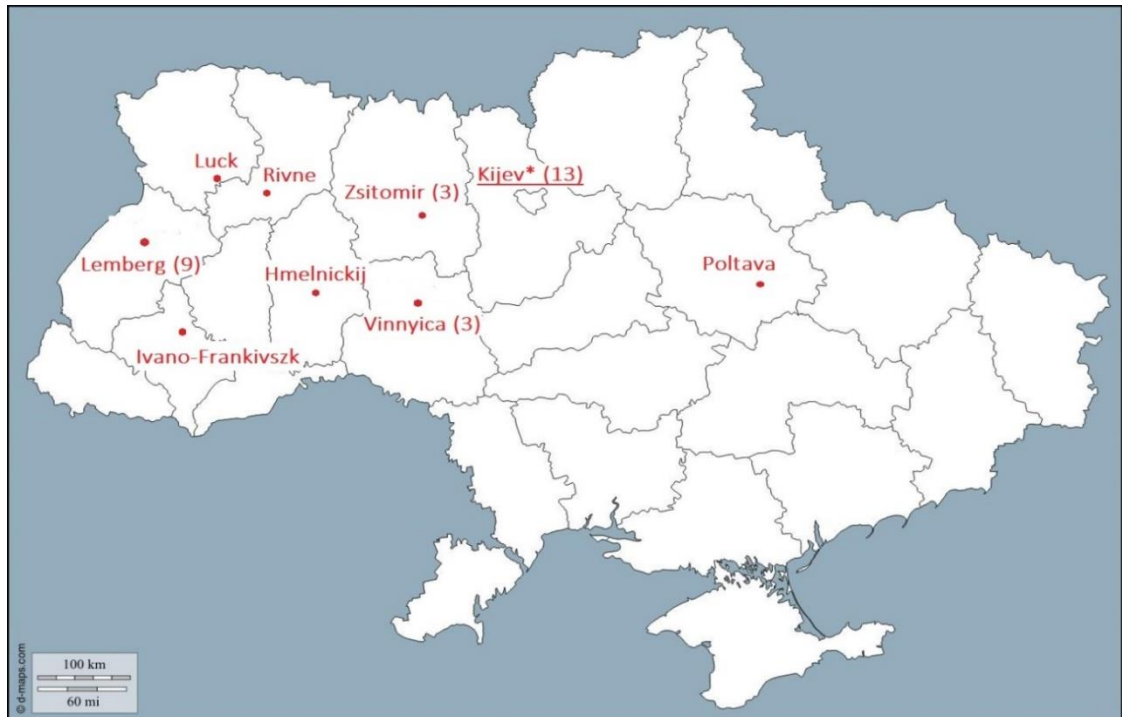 Luck
Rivne
Kijev* (13)
Zsitomir (3)
Lemberg (9)
Hmelnickij
Poltava
Vinnyica (3)
Ivano-Frankivszk
100 km
60 mi
© d-maps.com